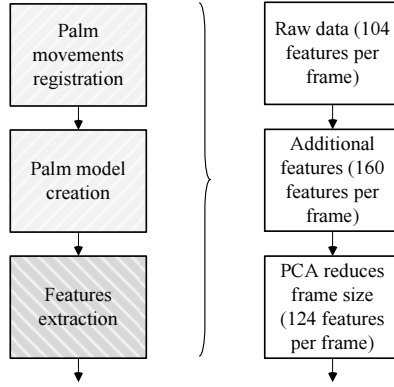 Palm
movements
registration
Palm model
creation
Features
extraction
Raw data (104
features per
frame)
Additional
features (160
features per
frame)
PCA reduces
frame size
(124 features
per frame)